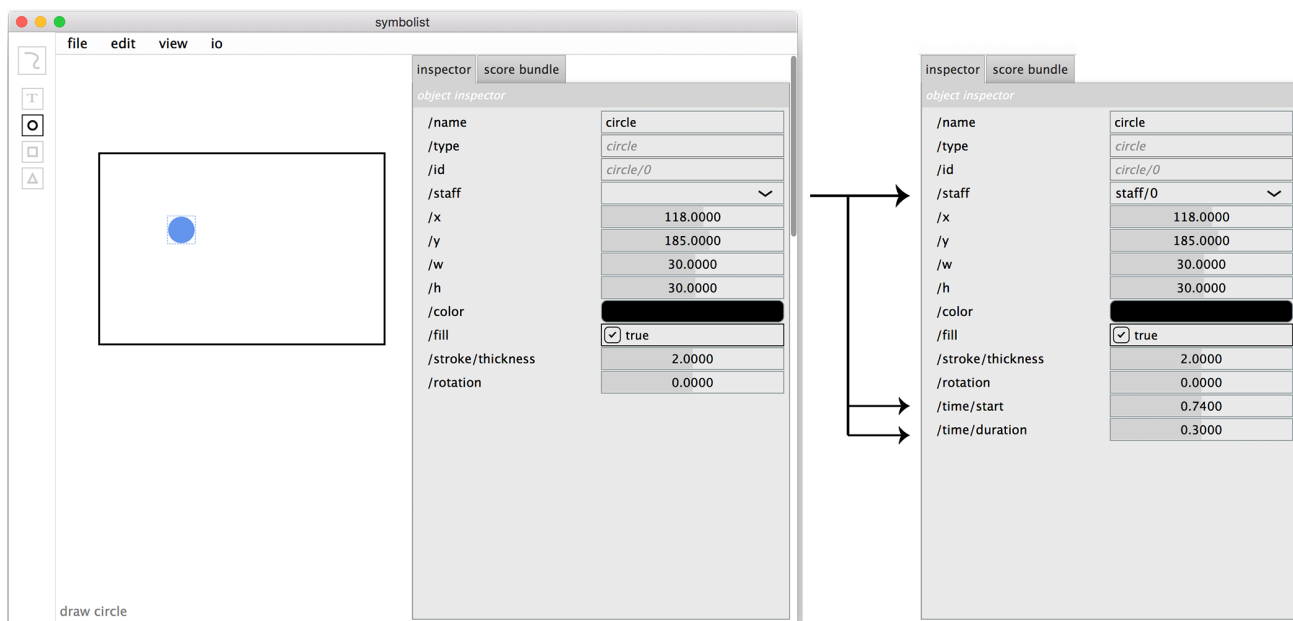 symbolist
file edit view io
T
inspector score bundle
object inspector
/name circle
/type circle
/id circle/0
/staff
/x 118.0000
/y 185.0000
/w 30.0000
/h 30.0000
/color
/fill true
/stroke/thickness 2.0000
/rotation 0.0000
draw circle
inspector score bundle
object inspector
/name circle
/type circle
/id circle/0
/staff staff/0
/x 118.0000
/y 185.0000
/w 30.0000
/h 30.0000
/color
/fill true
/stroke/thickness 2.0000
/rotation 0.0000
/time/start 0.7400
/time/duration 0.3000